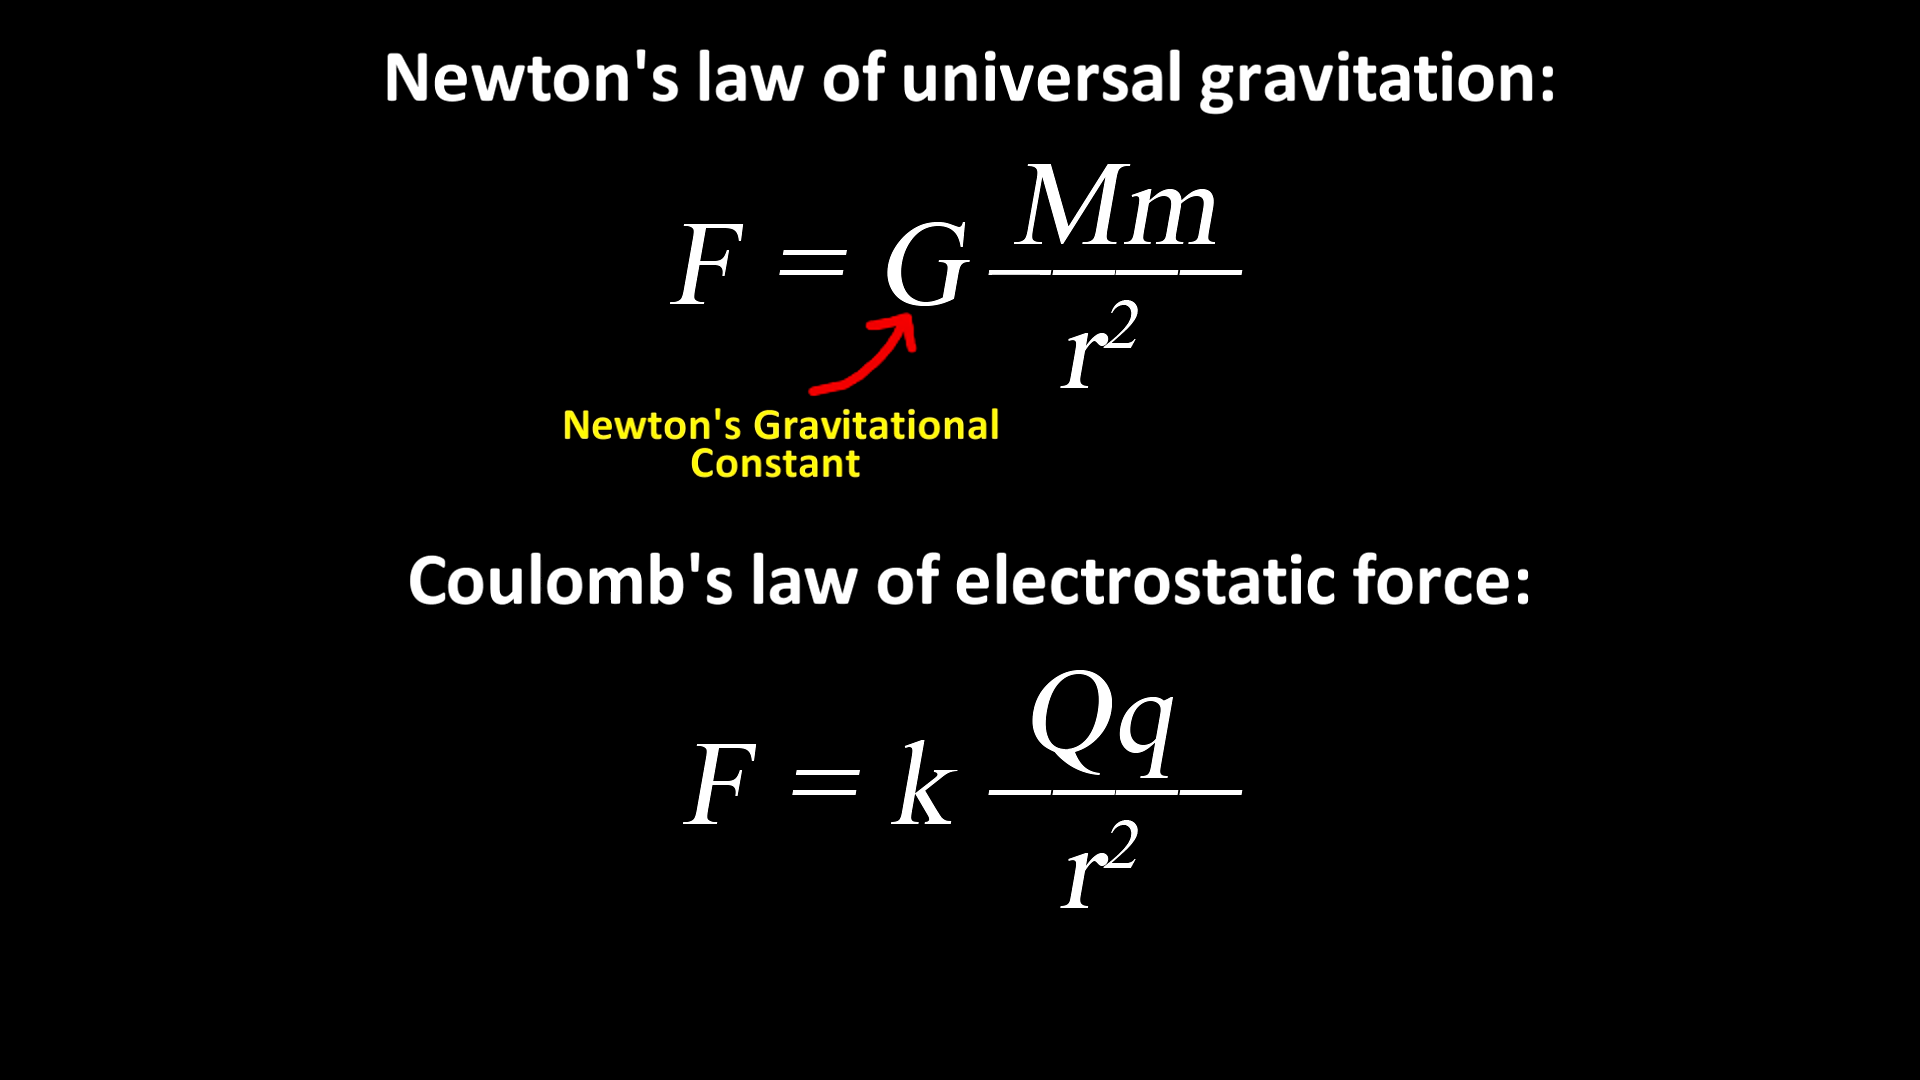 Newton's law of universal gravitation:
F = G Mm / r²
Newton's Gravitational
Constant
Coulomb's law of electrostatic force:
F = k Qq / r²